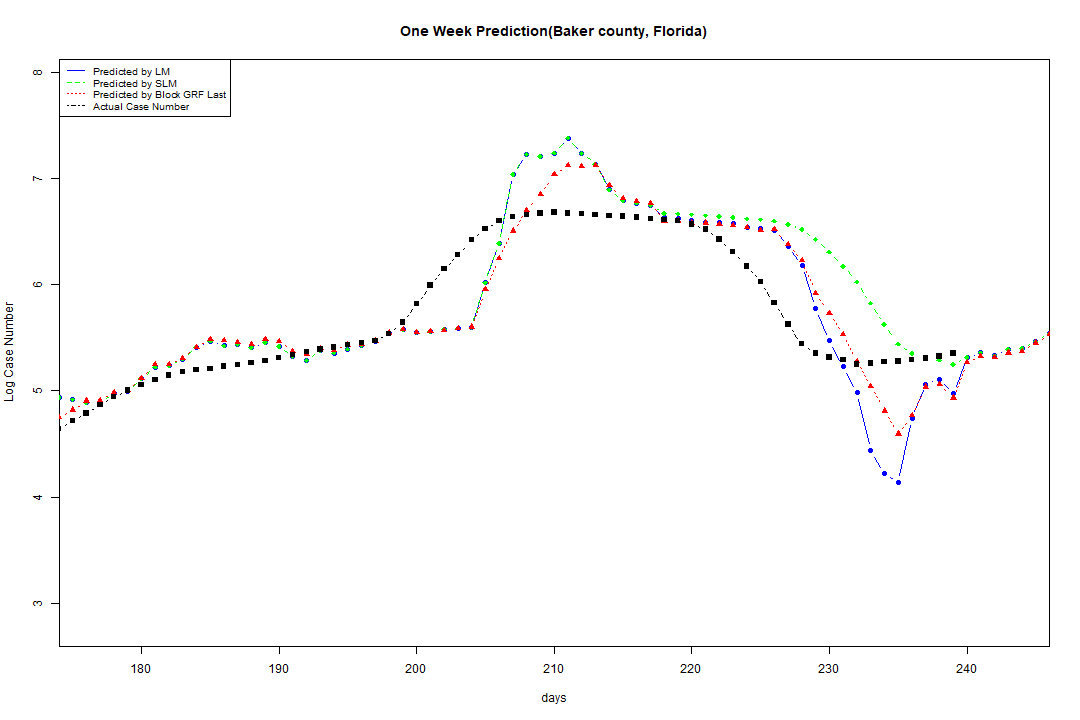 One Week Prediction(Baker county, Florida)
Predicted by LM
Predicted by SLM
Predicted by Block GRF Last
Actual Case Number
8
7
6
5
4
3
Log Case Number
180 190 200 210 220 230 240
days